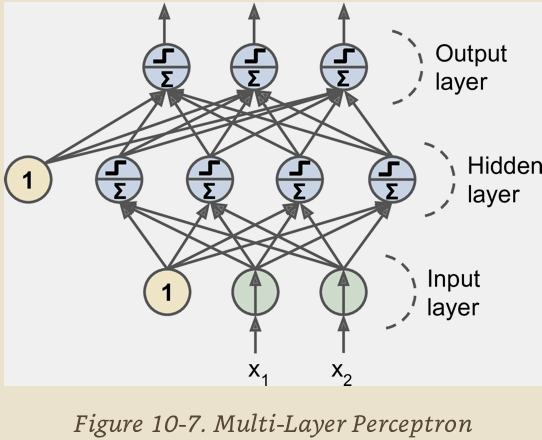 Σ Σ Σ
Output
layer
1 Σ Σ Σ Σ
Hidden
layer
1
Input
layer
x1 x2
Figure 10-7. Multi-Layer Perceptron